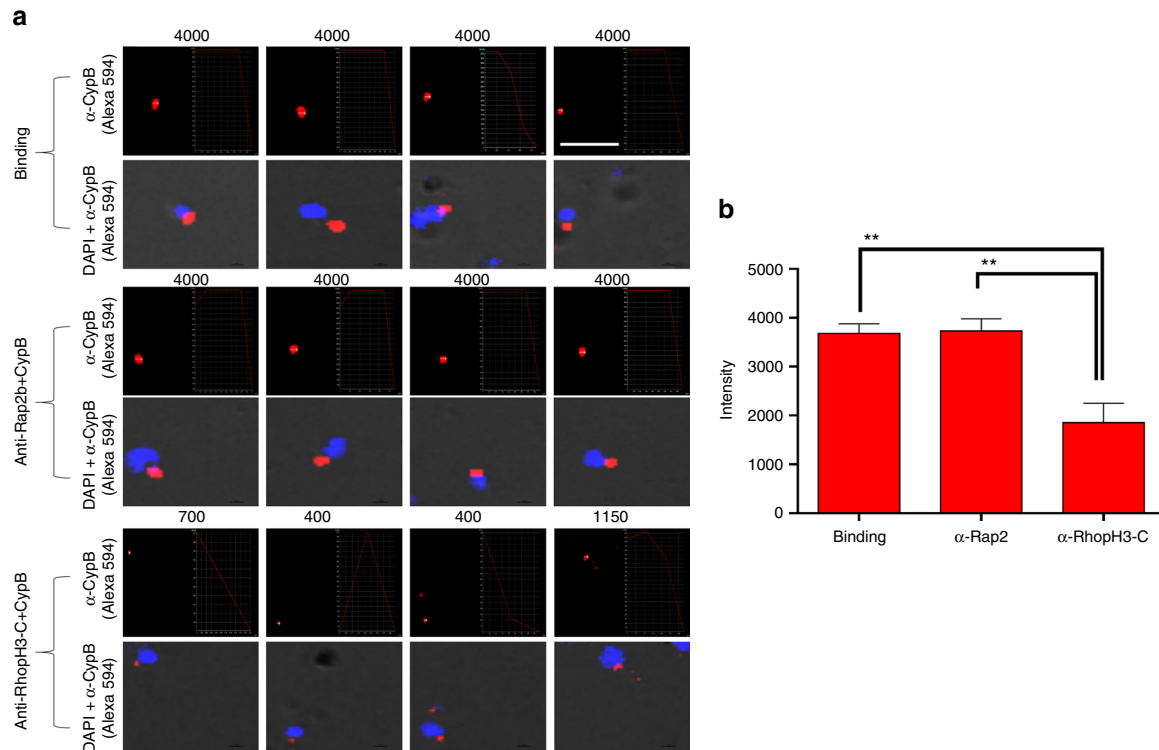 a
4000 4000 4000 4000
Binding
α-CypB
(Alexa 594)
DAPI + α-CypB
(Alexa 594)
4000 4000 4000 4000
Anti-Rap2b+CypB
α-CypB
(Alexa 594)
DAPI + α-CypB
(Alexa 594)
700 400 400 1150
Anti-RhopH3-C+CypB
α-CypB
(Alexa 594)
DAPI + α-CypB
(Alexa 594)
b
**
**
Intensity
5000
4000
3000
2000
1000
0
Binding α-Rap2 α-RhopH3-C